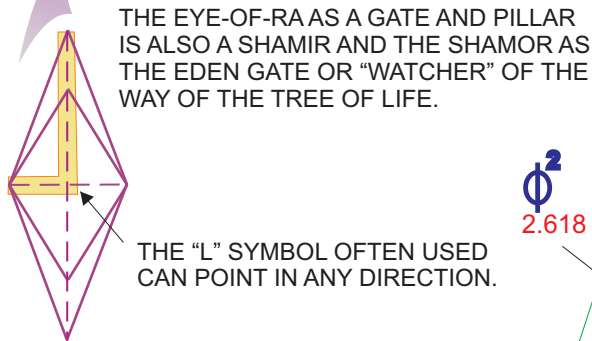 THE EYE-OF-RA AS A GATE AND PILLAR
IS ALSO A SHAMIR AND THE SHAMOR AS
THE EDEN GATE OR “WATCHER” OF THE
WAY OF THE TREE OF LIFE.
ϕ²
2.618
THE “L” SYMBOL OFTEN USED
CAN POINT IN ANY DIRECTION.